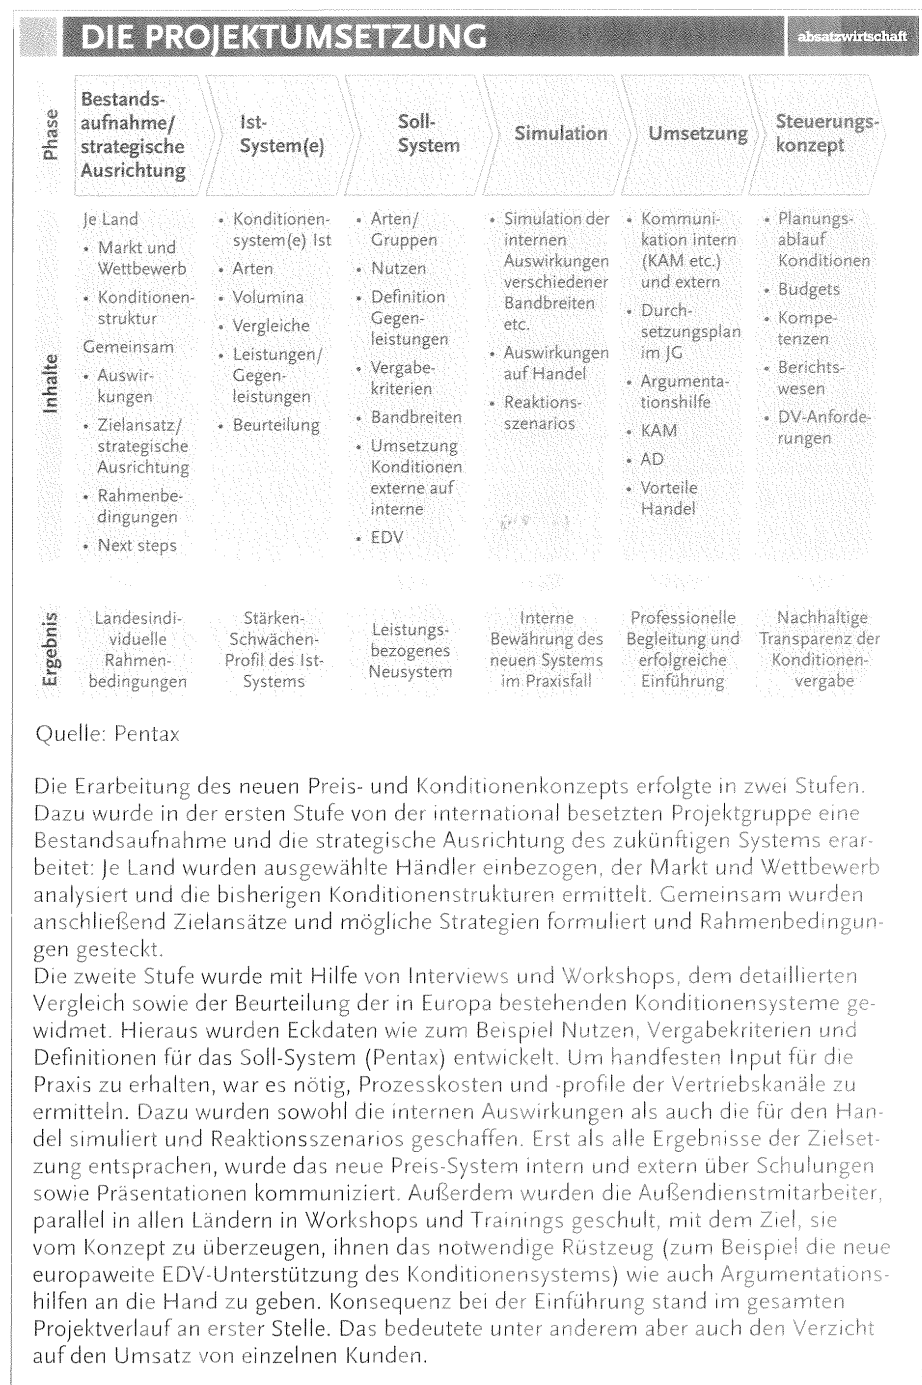 DIE PROJEKTUMSETZUNG
absatzwirtschaft
Phase
Bestands-
aufnahme/
strategische
Ausrichtung
Ist-
System(e)
Soll-
System
Simulation
Umsetzung
Steuerungs-
konzept
Inhalte
Je Land
• Markt und
Wettbewerb
• Konditionen-
struktur
Gemeinsam
• Auswir-
kungen
• Zielansatz/
strategische
Ausrichtung
• Rahmenbe-
dingungen
• Next steps
• Konditionen-
system(e) Ist
• Arten
• Volumina
• Vergleiche
• Leistungen/
Gegen-
leistungen
• Beurteilung
• Arten/
Gruppen
• Nutzen
• Definition
Gegen-
leistungen
• Vergabe-
kriterien
• Bandbreiten
• Umsetzung
Konditionen
externe auf
interne
• EDV
• Simulation der
internen
Auswirkungen
verschiedener
Bandbreiten
etc.
• Auswirkungen
auf Handel
• Reaktions-
szenarios
• Kommuni-
kation intern
(KAM etc.)
und extern
• Durch-
setzungsplan
im JG
• Argumenta-
tionshilfe
• KAM
• AD
• Vorteile
Handel
• Planungs-
ablauf
Konditionen
• Budgets
• Kompe-
tenzen
• Berichts-
wesen
• DV-Anforde-
rungen
Ergebnis
Landesindi-
viduelle
Rahmen-
bedingungen
Stärken-
Schwächen-
Profil des Ist-
Systems
Leistungs-
bezogenes
Neusystem
Interne
Bewährung des
neuen Systems
im Praxisfall
Professionelle
Begleitung und
erfolgreiche
Einführung
Nachhaltige
Transparenz der
Konditionen-
vergabe
Quelle: Pentax
Die Erarbeitung des neuen Preis- und Konditionenkonzepts erfolgte in zwei Stufen.
Dazu wurde in der ersten Stufe von der international besetzten Projektgruppe eine
Bestandsaufnahme und die strategische Ausrichtung des zukünftigen Systems erar-
beitet: Je Land wurden ausgewählte Händler einbezogen, der Markt und Wettbewerb
analysiert und die bisherigen Konditionenstrukturen ermittelt. Gemeinsam wurden
anschließend Zielansätze und mögliche Strategien formuliert und Rahmenbedingun-
gen gesteckt.
Die zweite Stufe wurde mit Hilfe von Interviews und Workshops, dem detaillierten
Vergleich sowie der Beurteilung der in Europa bestehenden Konditionensysteme ge-
widmet. Hieraus wurden Eckdaten wie zum Beispiel Nutzen, Vergabekriterien und
Definitionen für das Soll-System (Pentax) entwickelt. Um handfesten Input für die
Praxis zu erhalten, war es nötig, Prozesskosten und -profile der Vertriebskanäle zu
ermitteln. Dazu wurden sowohl die internen Auswirkungen als auch die für den Han-
del simuliert und Reaktionsszenarios geschaffen. Erst als alle Ergebnisse der Zielset-
zung entsprachen, wurde das neue Preis-System intern und extern über Schulungen
sowie Präsentationen kommuniziert. Außerdem wurden die Außendienstmitarbeiter,
parallel in allen Ländern in Workshops und Trainings geschult, mit dem Ziel, sie
vom Konzept zu überzeugen, ihnen das notwendige Rüstzeug (zum Beispiel die neue
europaweite EDV-Unterstützung des Konditionensystems) wie auch Argumentations-
hilfen an die Hand zu geben. Konsequenz bei der Einführung stand im gesamten
Projektverlauf an erster Stelle. Das bedeutete unter anderem aber auch den Verzicht
auf den Umsatz von einzelnen Kunden.